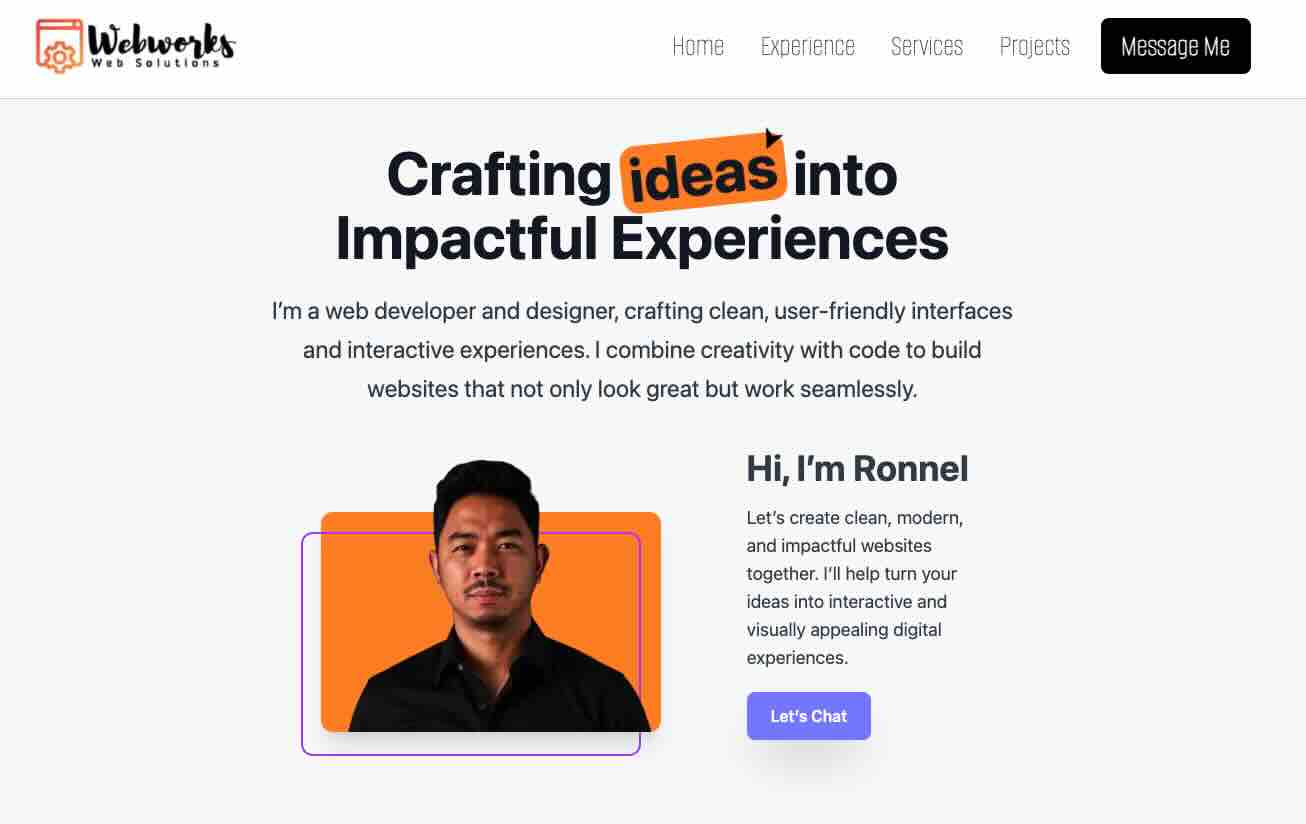 Webworks
Web Solutions
Home Experience Services Projects Message Me
Crafting ideas into
Impactful Experiences
I’m a web developer and designer, crafting clean, user-friendly interfaces
and interactive experiences. I combine creativity with code to build
websites that not only look great but work seamlessly.
Hi, I’m Ronnel
Let’s create clean, modern,
and impactful websites
together. I’ll help turn your
ideas into interactive and
visually appealing digital
experiences.
Let’s Chat